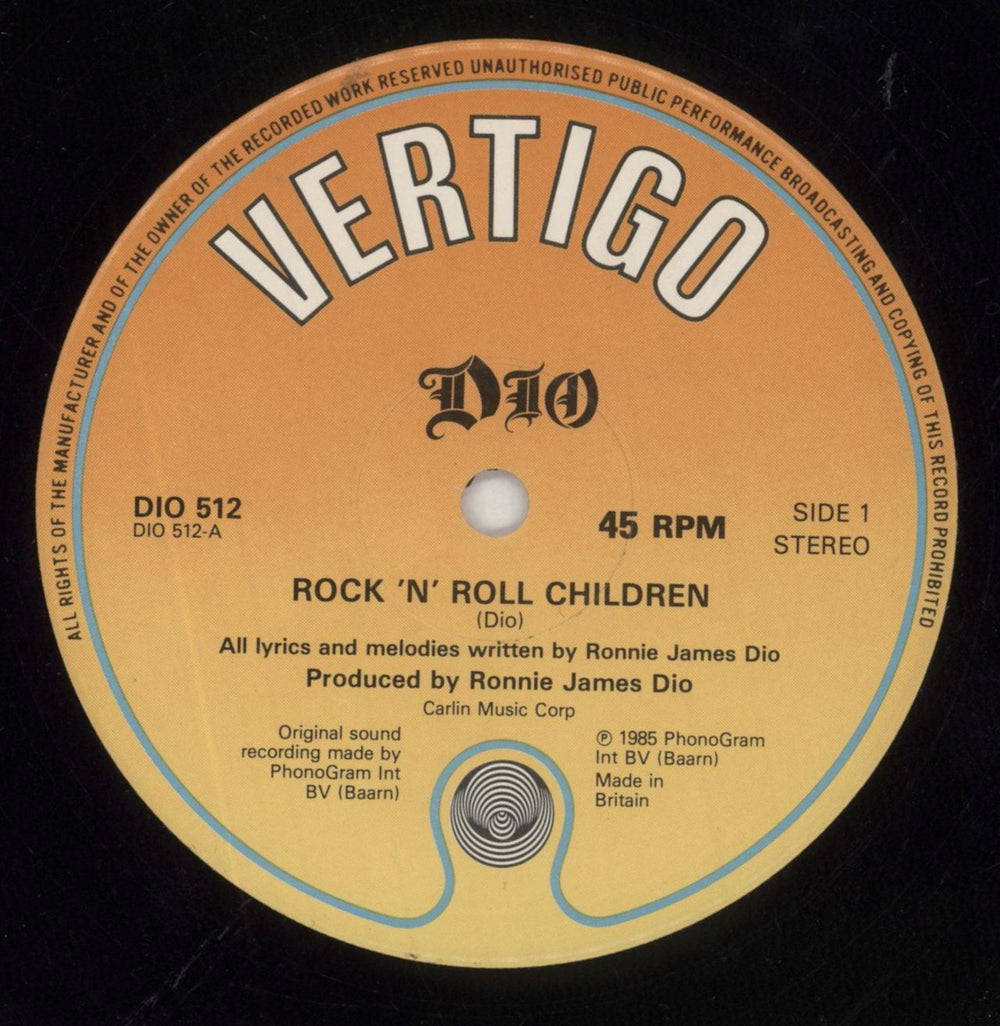 ALL RIGHTS OF THE MANUFACTURER AND OF THE OWNER OF THE RECORDED WORK RESERVED UNAUTHORISED PUBLIC PERFORMANCE BROADCASTING AND COPYING OF THIS RECORD PROHIBITED
VERTIGO
DIO
DIO 512
DIO 512-A
45 RPM
SIDE 1
STEREO
ROCK 'N' ROLL CHILDREN
(Dio)
All lyrics and melodies written by Ronnie James Dio
Produced by Ronnie James Dio
Carlin Music Corp
Original sound
recording made by
PhonoGram Int
BV (Baarn)
℗ 1985 PhonoGram
Int BV (Baarn)
Made in
Britain